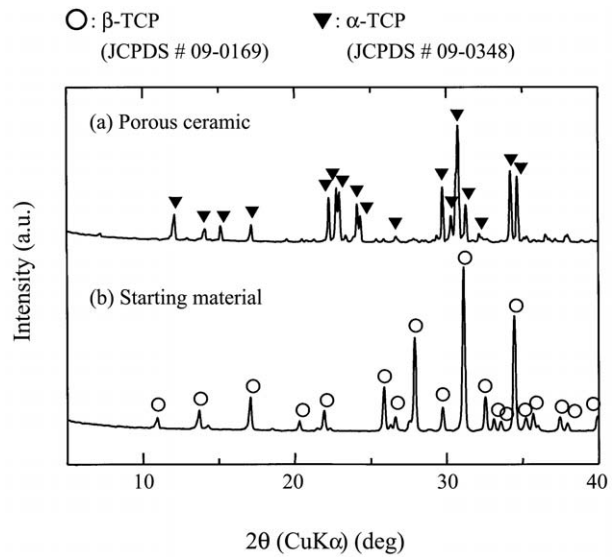 ○ : β-TCP
(JCPDS # 09-0169)
▼ : α-TCP
(JCPDS # 09-0348)
(a) Porous ceramic
(b) Starting material
Intensity (a.u.)
10 20 30 40
2θ (CuKα) (deg)